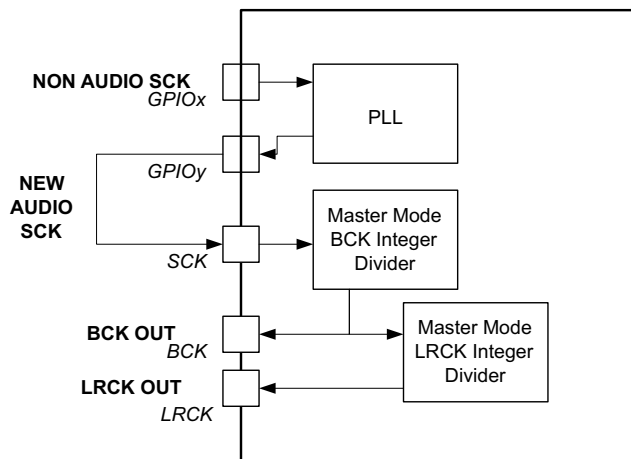 NON AUDIO SCK
GPIOx
PLL
GPIOy
NEW
AUDIO
SCK
Master Mode
BCK Integer
Divider
SCK
BCK OUT
BCK
Master Mode
LRCK Integer
Divider
LRCK OUT
LRCK